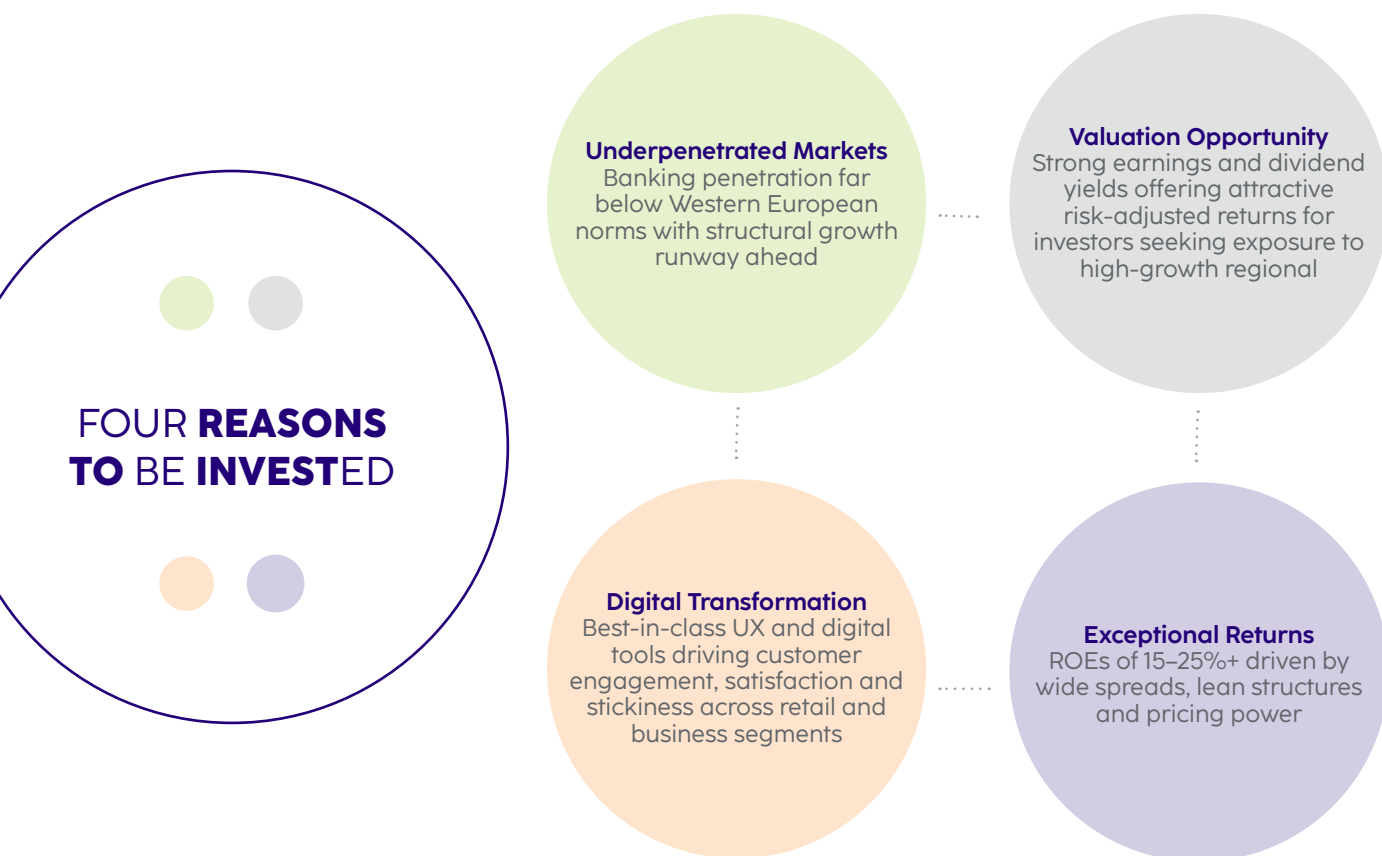 FOUR REASONS
TO BE INVESTED
Underpenetrated Markets
Banking penetration far
below Western European
norms with structural growth
runway ahead
Valuation Opportunity
Strong earnings and dividend
yields offering attractive
risk-adjusted returns for
investors seeking exposure to
high-growth regional
Digital Transformation
Best-in-class UX and digital
tools driving customer
engagement, satisfaction and
stickiness across retail and
business segments
Exceptional Returns
ROEs of 15–25%+ driven by
wide spreads, lean structures
and pricing power